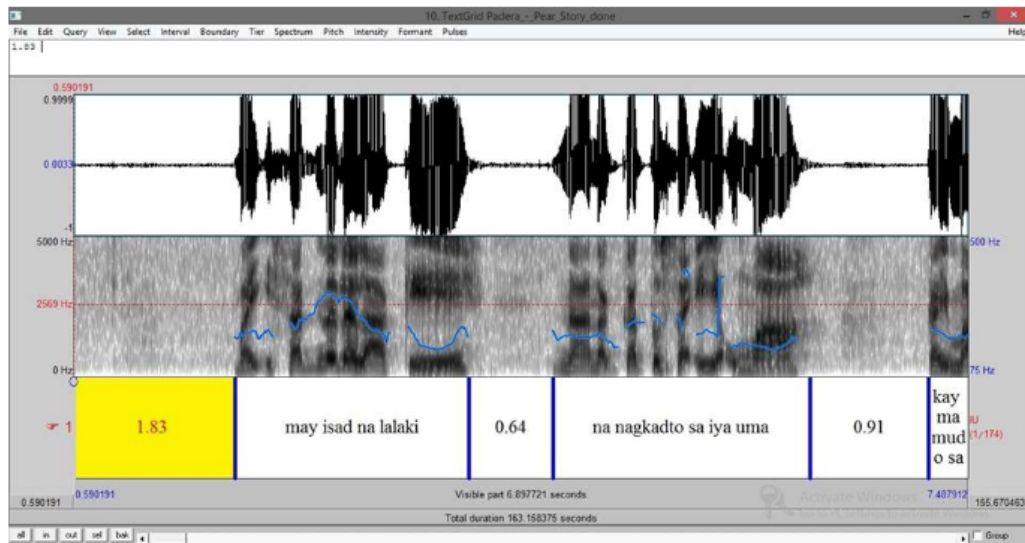 10. TextGrid Padera_-_Pear_Story_done
File Edit Query View Select Interval Boundary Tier Spectrum Pitch Intensity Formant Pulses Help
1.83
0.590191
0.9999
0.0033
-1
5000 Hz 500 Hz
2569 Hz
0 Hz 75 Hz
1 1.83 may isad na lalaki 0.64 na nagkadto sa iya uma 0.91 kay
ma
mud
o sa
IU
(1/174)
0.590191 Visible part 6.897721 seconds 7.487912
0.590191 155.670463
Activate Windows
Total duration 163.158375 seconds
all in out sel bak Group